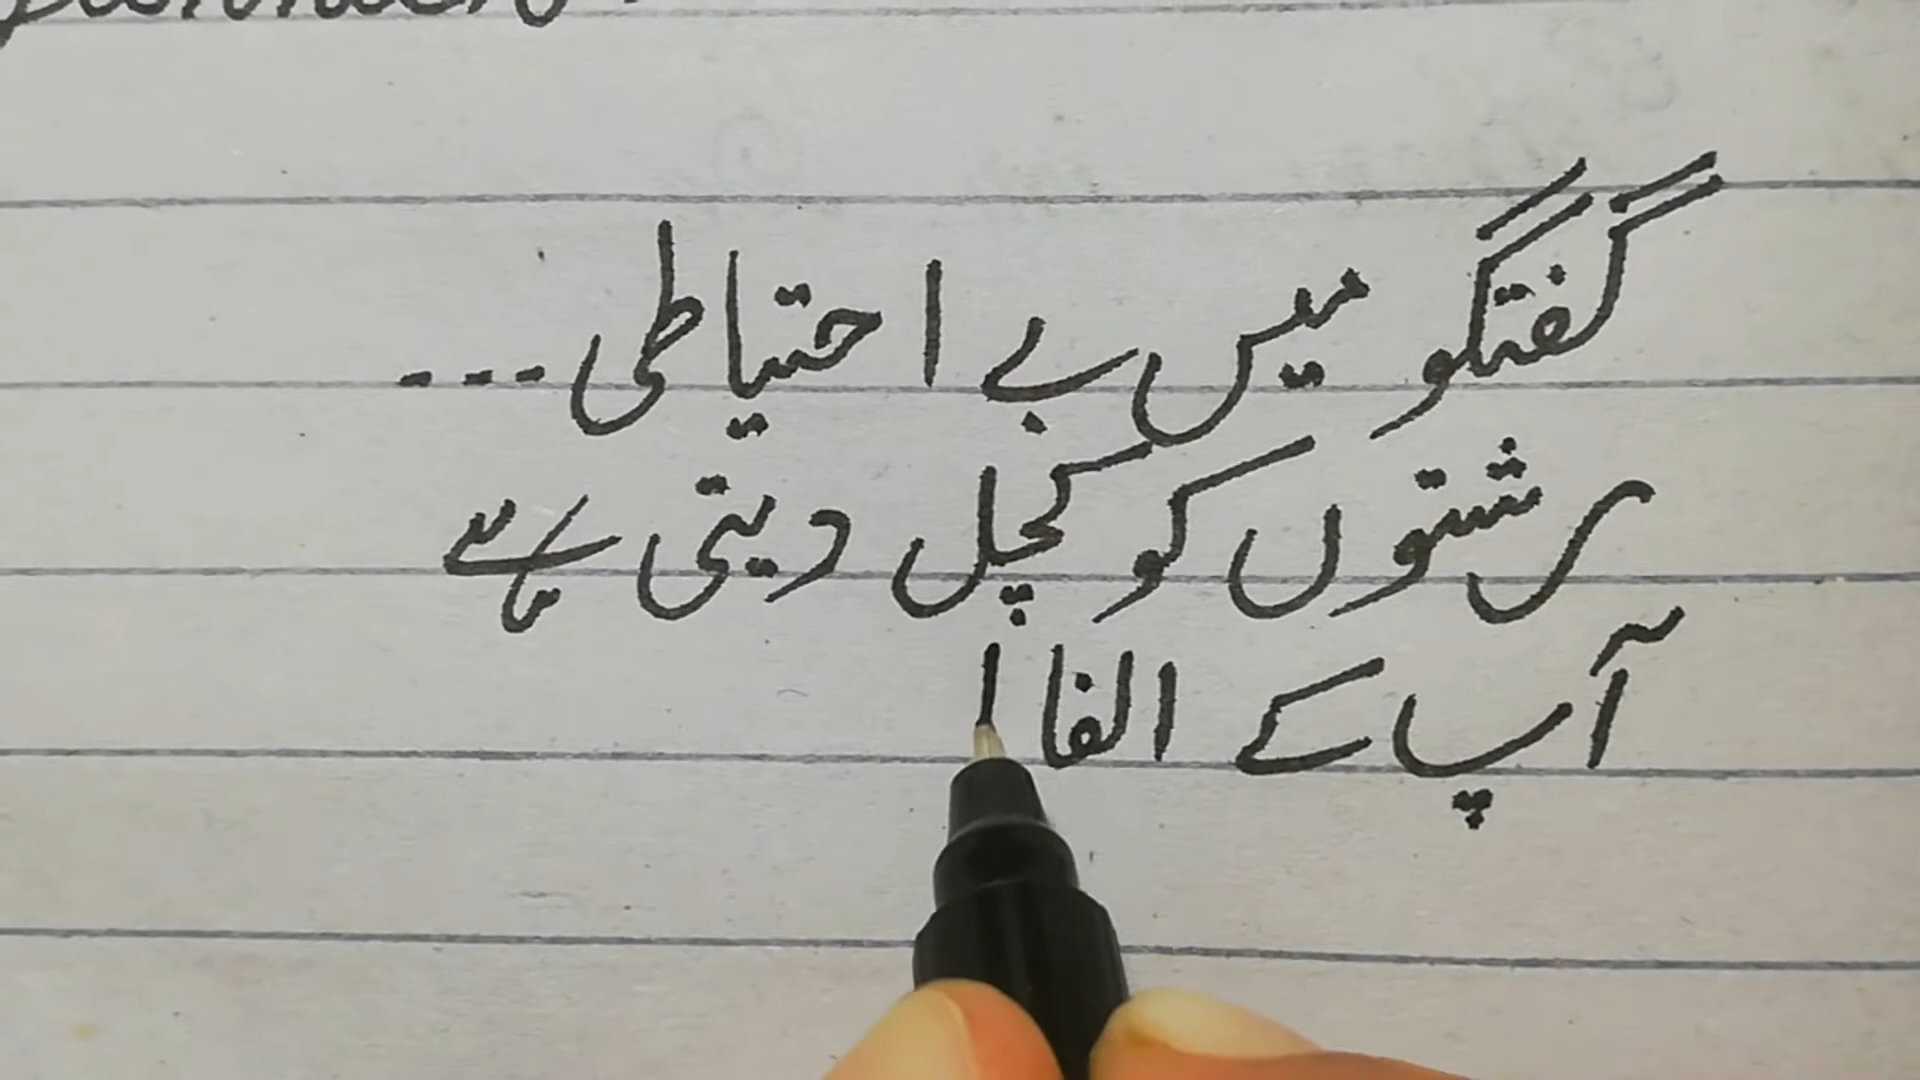 گفتگو میں بے احتیاطی...
رشتوں کو کچل دیتی ہے
آپ کے الفا